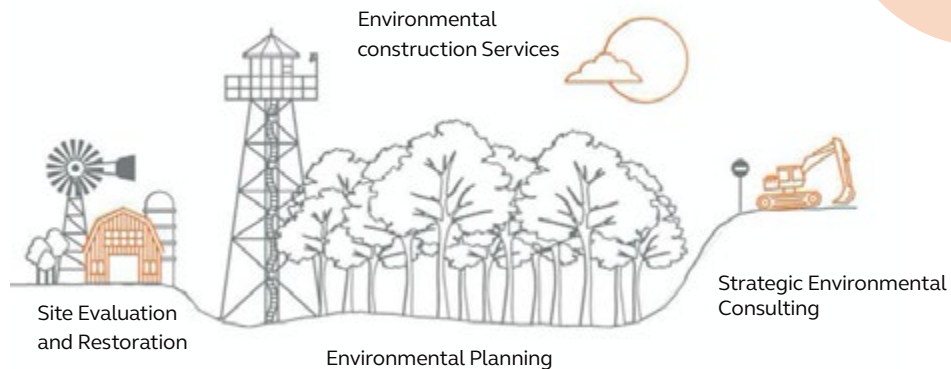 Environmental
construction Services
Site Evaluation
and Restoration
Environmental Planning
Strategic Environmental
Consulting